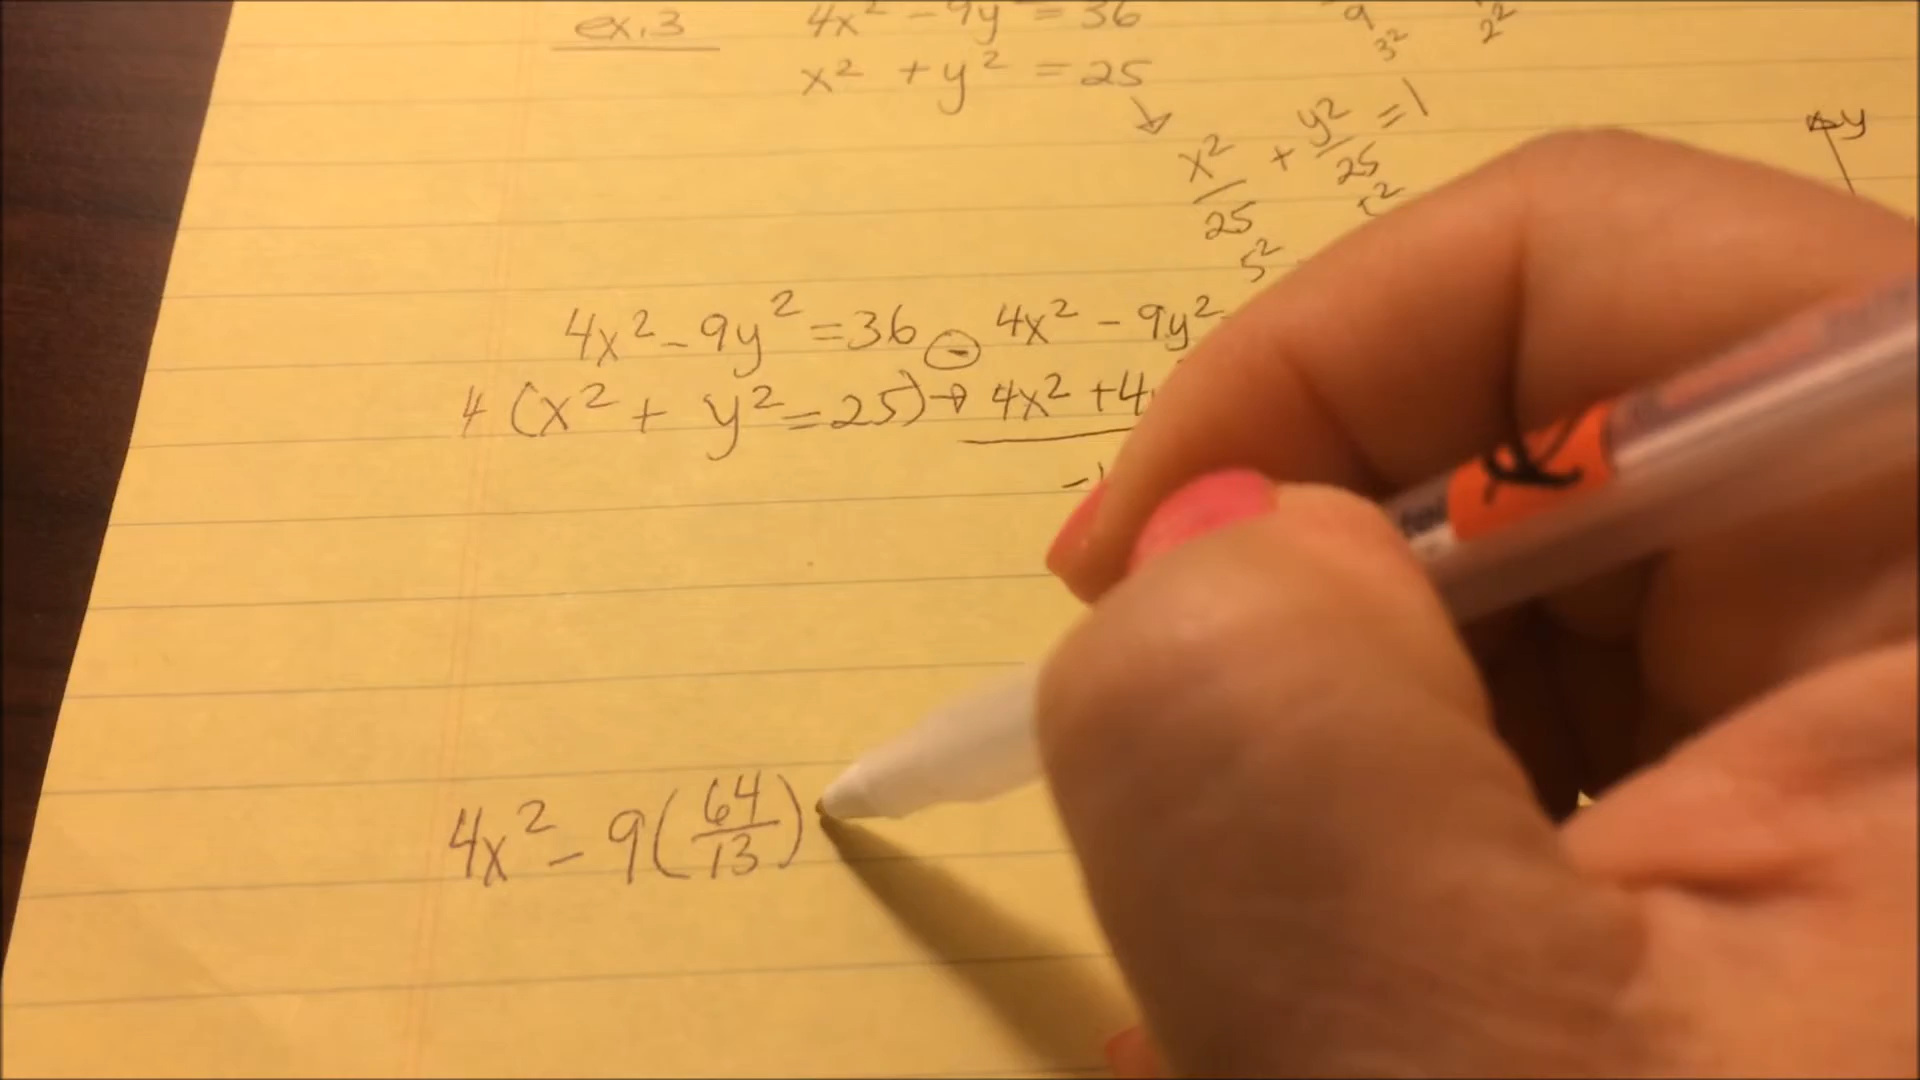 ex.3 4x² - 9y² = 36
x² + y² = 25
9
3²
2²
x²/25 + y²/25 = 1
5²
y
4x² - 9y² = 36 - 4x² - 9y²
4(x² + y² = 25) → 4x² + 4
4x² - 9(64/13)